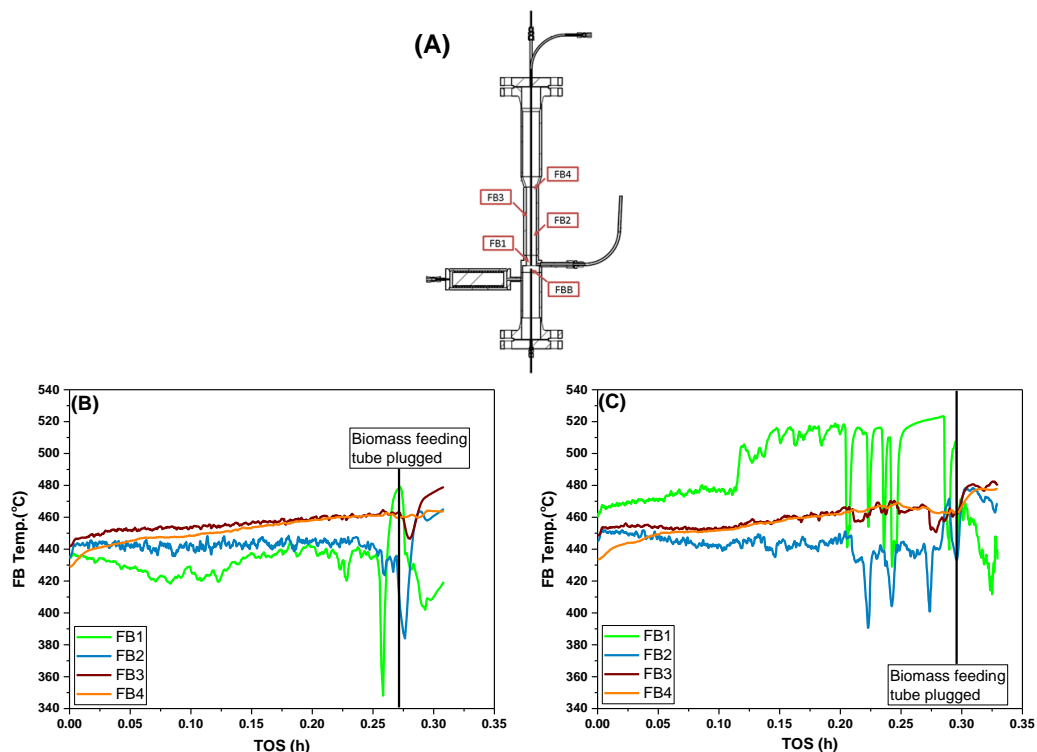 (A)
FB4
FB3
FB2
FB1
FBB
(B)
540
520
500
480
460
440
420
400
380
360
340
FB Temp.(°C)
Biomass feeding
tube plugged
FB1
FB2
FB3
FB4
0.00 0.05 0.10 0.15 0.20 0.25 0.30 0.35
TOS (h)
(C)
540
520
500
480
460
440
420
400
380
360
340
FB Temp.(°C)
FB1
FB2
FB3
FB4
Biomass feeding
tube plugged
0.00 0.05 0.10 0.15 0.20 0.25 0.30 0.35
TOS (h)